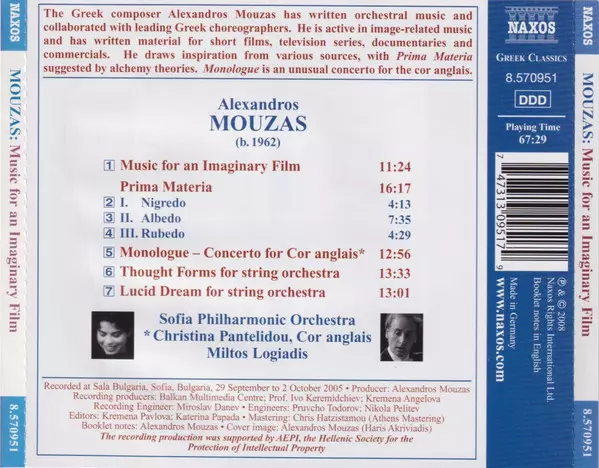 MOUZAS: Music for an Imaginary Film
8.570951
The Greek composer Alexandros Mouzas has written orchestral music and
collaborated with leading Greek choreographers. He is active in image-related music
and has written material for short films, television series, documentaries and
commercials. He draws inspiration from various sources, with Prima Materia
suggested by alchemy theories. Monologue is an unusual concerto for the cor anglais.
Alexandros
MOUZAS
(b. 1962)
1 Music for an Imaginary Film 11:24
Prima Materia 16:17
2 I. Nigredo 4:13
3 II. Albedo 7:35
4 III. Rubedo 4:29
5 Monologue – Concerto for Cor anglais* 12:56
6 Thought Forms for string orchestra 13:33
7 Lucid Dream for string orchestra 13:01
Sofia Philharmonic Orchestra
* Christina Pantelidou, Cor anglais
Miltos Logiadis
Recorded at Sala Bulgaria, Sofia, Bulgaria, 29 September to 2 October 2005 • Producer: Alexandros Mouzas
Recording producers: Balkan Multimedia Centre; Prof. Ivo Keremidchiev; Kremena Angelova
Recording Engineer: Miroslav Danev • Engineers: Pruvcho Todorov; Nikola Pelitev
Editors: Kremena Pavlova; Katerina Papada • Mastering: Chris Hatzistamou (Athens Mastering)
Booklet notes: Alexandros Mouzas • Cover image: Alexandros Mouzas (Haris Akriviadis)
The recording production was supported by AEPI, the Hellenic Society for the
Protection of Intellectual Property
NAXOS
GREEK CLASSICS
8.570951
DDD
Playing Time
67:29
7 47313 09517 9
℗ & © 2008
Naxos Rights International Ltd.
Booklet notes in English
Made in Germany
www.naxos.com
NAXOS
MOUZAS: Music for an Imaginary Film
8.570951
NAXOS